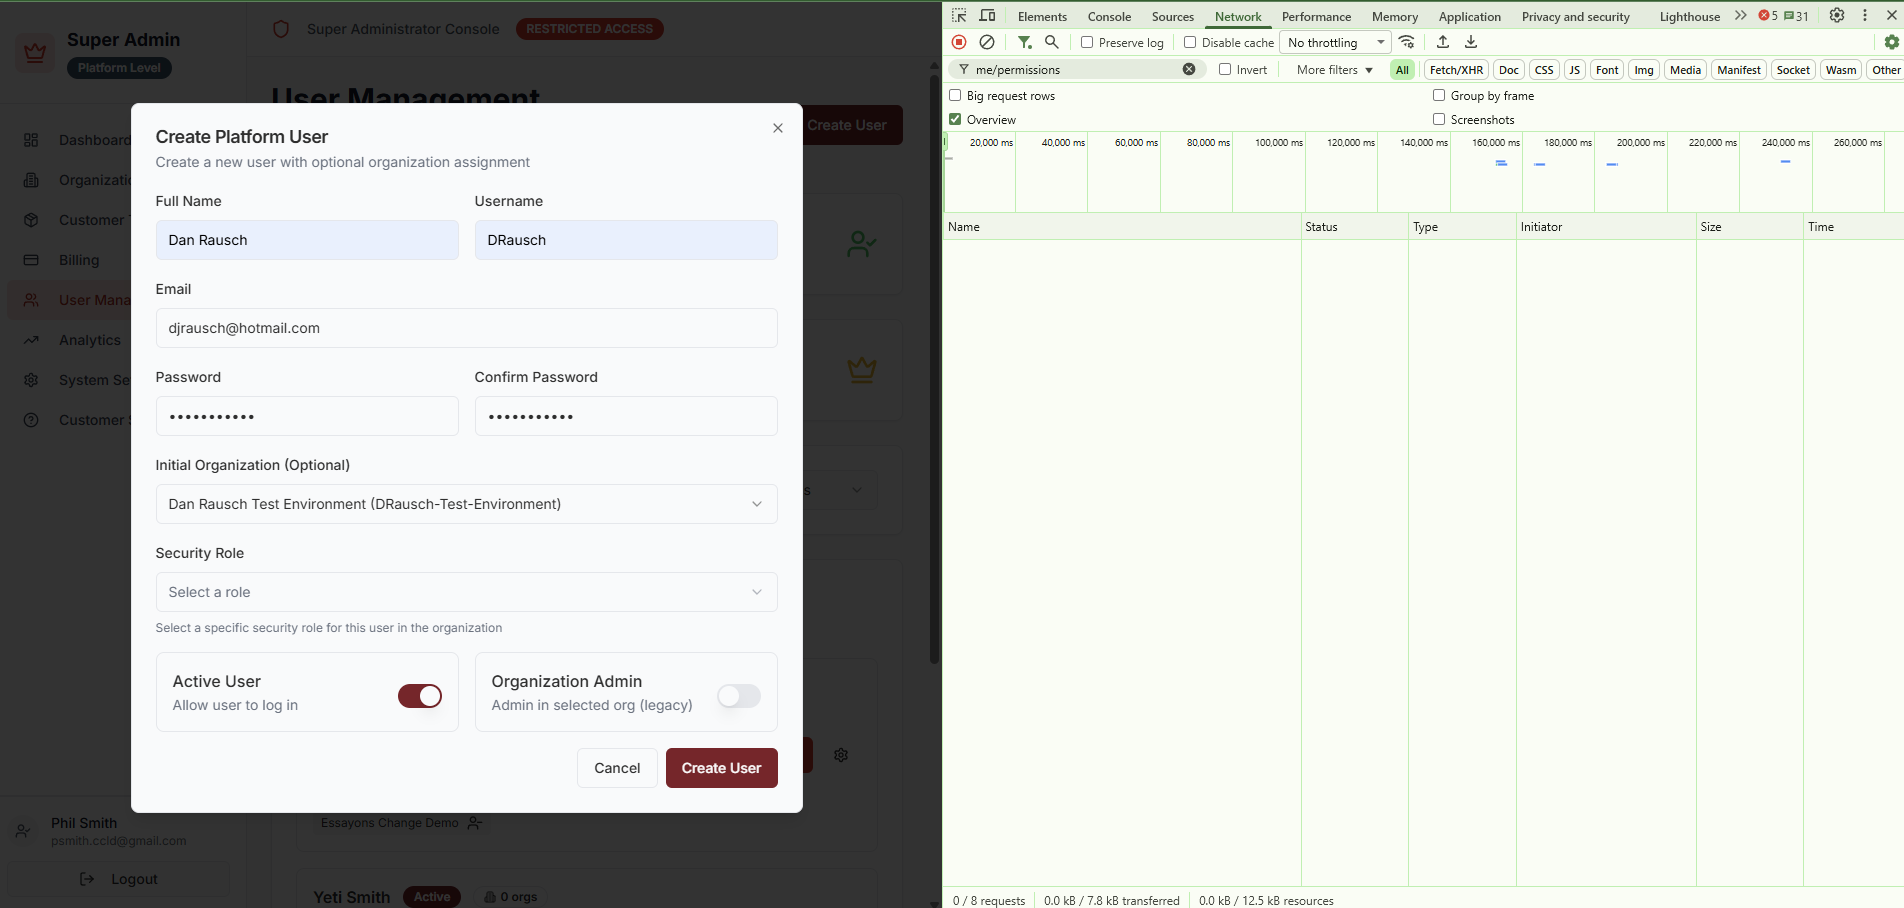 Super Admin
Platform Level
Dashboard
Organizatio
Customer
Billing
User Mana
Analytics
System Se
Customer S
Phil Smith
psmith.ccid@gmail.com
Logout
Super Administrator Console RESTRICTED ACCESS
User Management
Create User
Create Platform User
Create a new user with optional organization assignment
Full Name Username
Dan Rausch DRausch
Email
djrausch@hotmail.com
Password Confirm Password
••••••••••• •••••••••••
Initial Organization (Optional)
Dan Rausch Test Environment (DRausch-Test-Environment)
s
Security Role
Select a role
Select a specific security role for this user in the organization
Active User Organization Admin
Allow user to log in Admin in selected org (legacy)
Cancel Create User
Essayons Change Demo
Yeti Smith Active 0 orgs
Elements Console Sources Network Performance Memory Application Privacy and security Lighthouse 5 31
Preserve log Disable cache No throttling
me/permissions Invert More filters All Fetch/XHR Doc CSS JS Font Img Media Manifest Socket Wasm Other
Big request rows Group by frame
Overview Screenshots
20,000 ms 40,000 ms 60,000 ms 80,000 ms 100,000 ms 120,000 ms 140,000 ms 160,000 ms 180,000 ms 200,000 ms 220,000 ms 240,000 ms 260,000 ms
Name Status Type Initiator Size Time
0 / 8 requests 0.0 kB / 7.8 kB transferred 0.0 kB / 12.5 kB resources